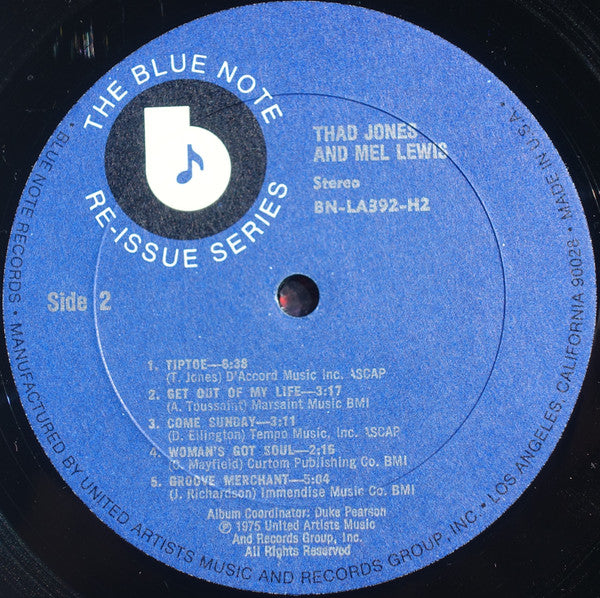 THE BLUE NOTE
RE-ISSUE SERIES
b
THAD JONES
AND MEL LEWIS
Stereo
BN-LA392-H2
Side 2
1. TIPTOE—6:38
(T. Jones) D'Accord Music Inc. ASCAP
2. GET OUT OF MY LIFE—3:17
(A. Toussaint) Marsaint Music BMI
3. COME SUNDAY—3:11
(D. Ellington) Tempo Music, Inc. ASCAP
4. WOMAN'S GOT SOUL—2:16
(C. Mayfield) Curtom Publishing Co. BMI
5. GROOVE MERCHANT—5:04
(J. Richardson) Immendise Music Co. BMI
Album Coordinator: Duke Pearson
℗ 1975 United Artists Music
And Records Group, Inc.
All Rights Reserved
BLUE NOTE RECORDS • MANUFACTURED BY UNITED ARTISTS MUSIC AND RECORDS GROUP, INC. • LOS ANGELES, CALIFORNIA 90028 • MADE IN U.S.A. •